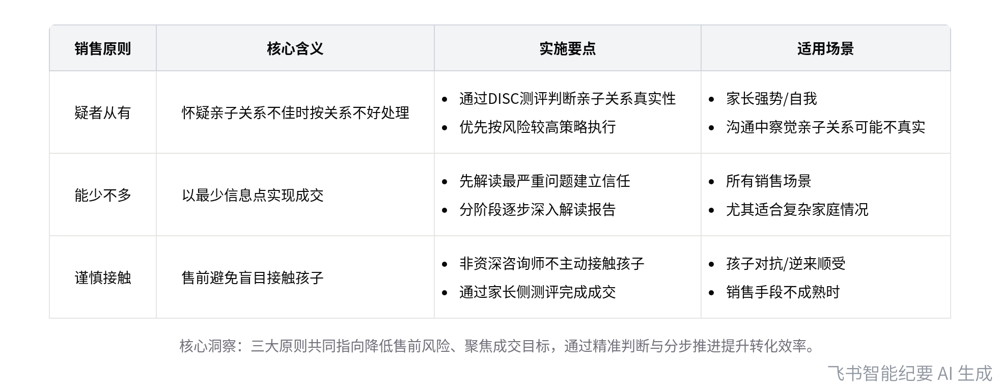 销售原则
核心含义
实施要点
适用场景
疑者从有
怀疑亲子关系不佳时按关系不好处理
• 通过DISC测评判断亲子关系真实性
• 优先按风险较高策略执行
• 家长强势/自我
• 沟通中察觉亲子关系可能不真实
能少不多
以最少信息点实现成交
• 先解读最严重问题建立信任
• 分阶段逐步深入解读报告
• 所有销售场景
• 尤其适合复杂家庭情况
谨慎接触
售前避免盲目接触孩子
• 非资深咨询师不主动接触孩子
• 通过家长侧测评完成成交
• 孩子对抗/逆来顺受
• 销售手段不成熟时
核心洞察：三大原则共同指向降低售前风险、聚焦成交目标，通过精准判断与分步推进提升转化效率。
飞书智能纪要 AI 生成